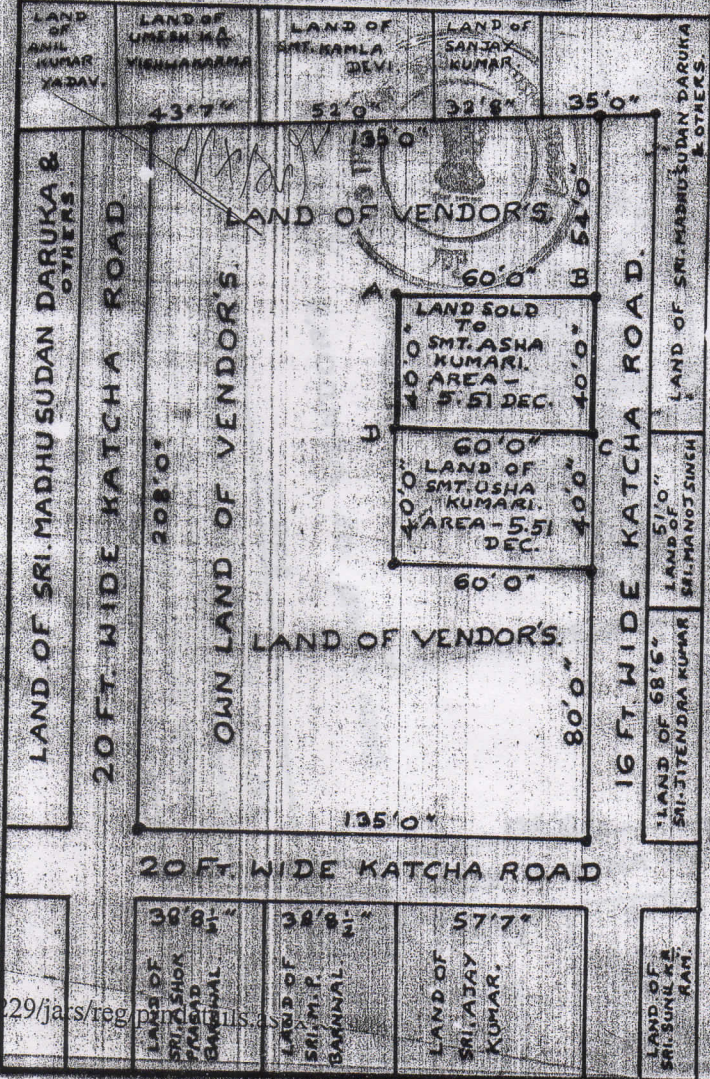 LAND
OF
ANIL
KUMAR
YADAV.
LAND OF
UMESH KR
VISHWAKARMA
43'7"
LAND OF
SMT. KAMLA
DEVI.
52'0"
LAND OF
SANJAY
KUMAR
32'8"
35'0"
LAND OF SRI. MADHUSUDAN DARUKA
& OTHERS.
135'0"
LAND OF VENDOR'S.
54'0"
LAND OF SRI. MADHUSUDAN DARUKA &
OTHERS
20 FT. WIDE KATCHA ROAD
208'0"
OWN LAND OF VENDOR'S.
60'0"
A
B
LAND SOLD
TO
SMT. ASHA
KUMARI.
AREA –
5.51 DEC.
40'0"
40'0"
D
C
60'0"
LAND OF
SMT. USHA
KUMARI.
AREA – 5.51
DEC.
40'0"
40'0"
60'0"
LAND OF VENDOR'S.
80'0"
16 FT. WIDE KATCHA ROAD.
51'0"
LAND OF
SRI. MANOJ SINGH
LAND OF 68'6"
SRI. JITENDRA KUMAR
135'0"
20 FT. WIDE KATCHA ROAD
38'8½"
LAND OF
SRI. ASHOK
PRASAD
BARNWAL.
38'8½"
LAND OF
SRI. M. P.
BARNWAL.
57'7"
LAND OF
SRI. AJAY
KUMAR.
LAND OF
SRI. SUNIL KR
RAM.
229/jars/reg/